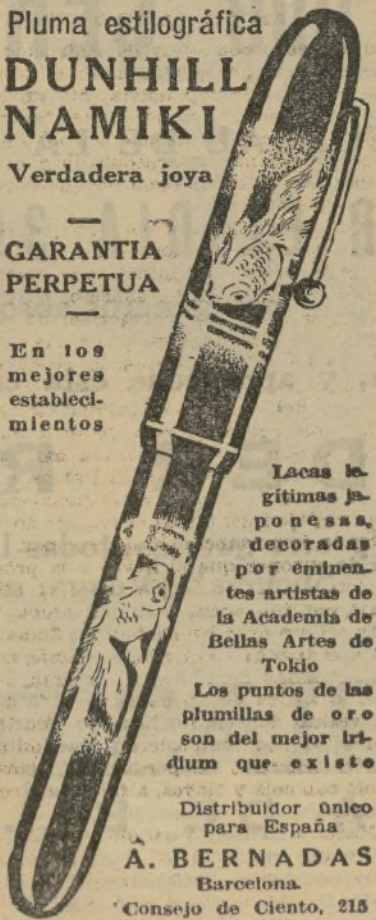 Pluma estilográfica
DUNHILL
NAMIKI
Verdadera joya
GARANTIA
PERPETUA
En los
mejores
estableci-
mientos
Lacas le-
gítimas ja-
ponesas,
decoradas
por eminen-
tes artistas de
la Academia de
Bellas Artes de
Tokio
Los puntos de las
plumillas de oro
son del mejor iri-
dium que existe
Distribuidor único
para España
A. BERNADAS
Barcelona.
Consejo de Ciento, 215